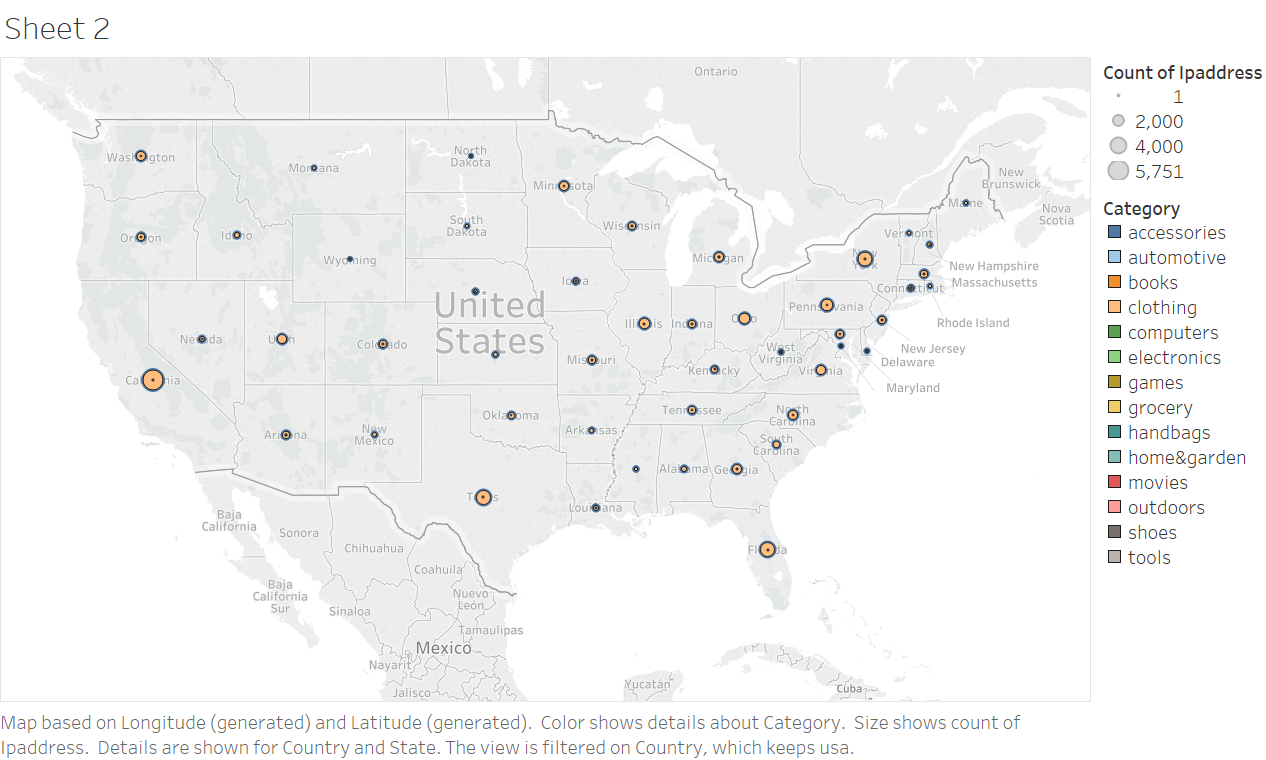 Sheet 2
Ontario
Washington
Montana
North
Dakota
Minnesota
New
Brunswick
Maine
Nova
Scotia
Oregon
Idaho
South
Dakota
Wisconsin
Vermont
Wyoming
Michigan
New
York
New Hampshire
Massachusetts
Iowa
Connecticut
United
States
Pennsylvania
Rhode Island
Illinois
Indiana
Ohio
Nevada
Utah
Colorado
New Jersey
West
Virginia
Delaware
Missouri
Kentucky
Virginia
California
Maryland
Oklahoma
Tennessee
North
Carolina
Arkansas
Arizona
New
Mexico
South
Carolina
Alabama
Georgia
Texas
Louisiana
Baja
California
Sonora
Chihuahua
Florida
Coahuila
Baja
California
Sur
Nuevo
León
Sinaloa
Tamaulipas
Mexico
Nayarit
Yucatán
Jalisco
Cuba
Count of Ipaddress
1
2,000
4,000
5,751
Category
accessories
automotive
books
clothing
computers
electronics
games
grocery
handbags
home&garden
movies
outdoors
shoes
tools
Map based on Longitude (generated) and Latitude (generated).  Color shows details about Category.  Size shows count of
Ipaddress.  Details are shown for Country and State. The view is filtered on Country, which keeps usa.